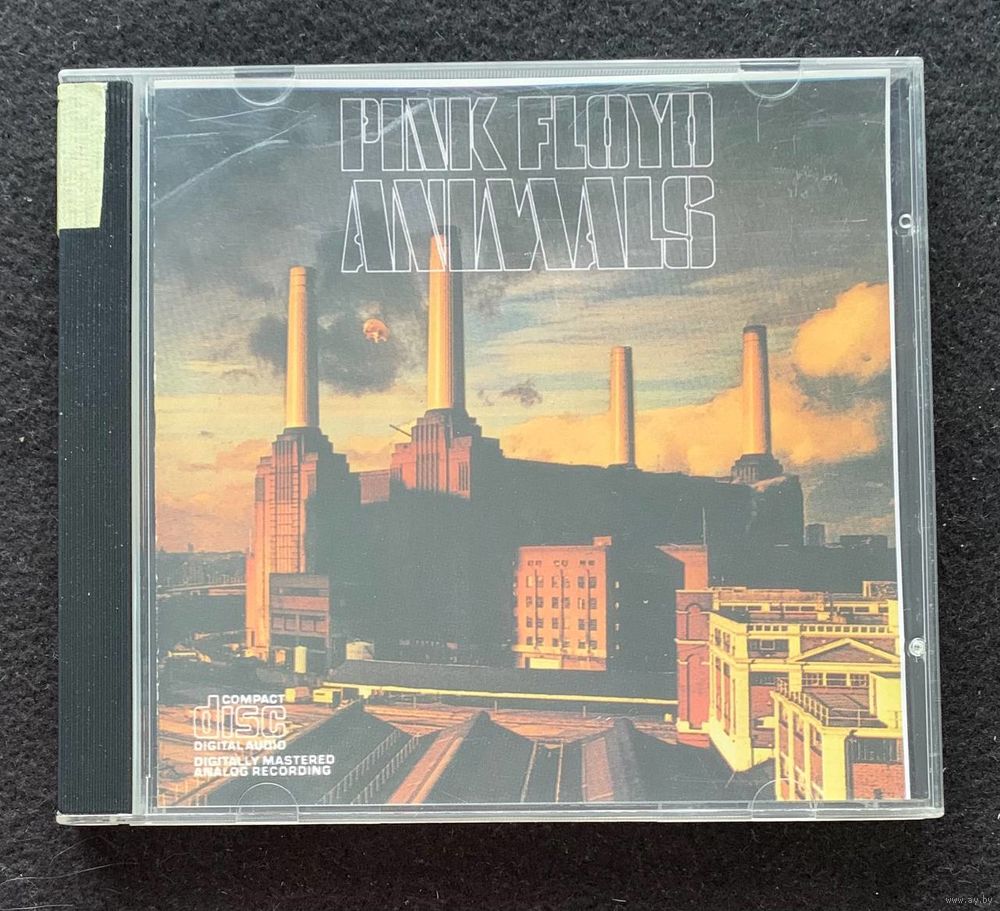 PINK FLOYD
ANIMALS
COMPACT
disc
DIGITAL AUDIO
DIGITALLY MASTERED
ANALOG RECORDING
www.ay.by